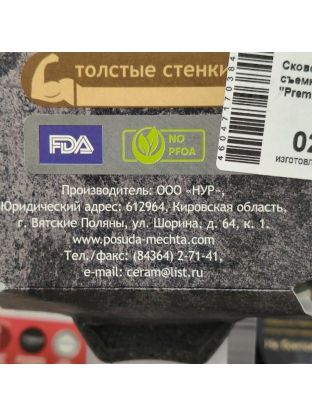 ТОЛСТЫЕ СТЕНКИ
FDA
NO
PFOA
Производитель: ООО «НУР»,
Юридический адрес: 612964, Кировская область,
г. Вятские Поляны, ул. Шорина, д. 64, к. 1.
www.posuda-mechta.com
Тел./факс: (84364) 2-71-41,
e-mail: ceram@list.ru
съемн
"Prem
02
изготовл